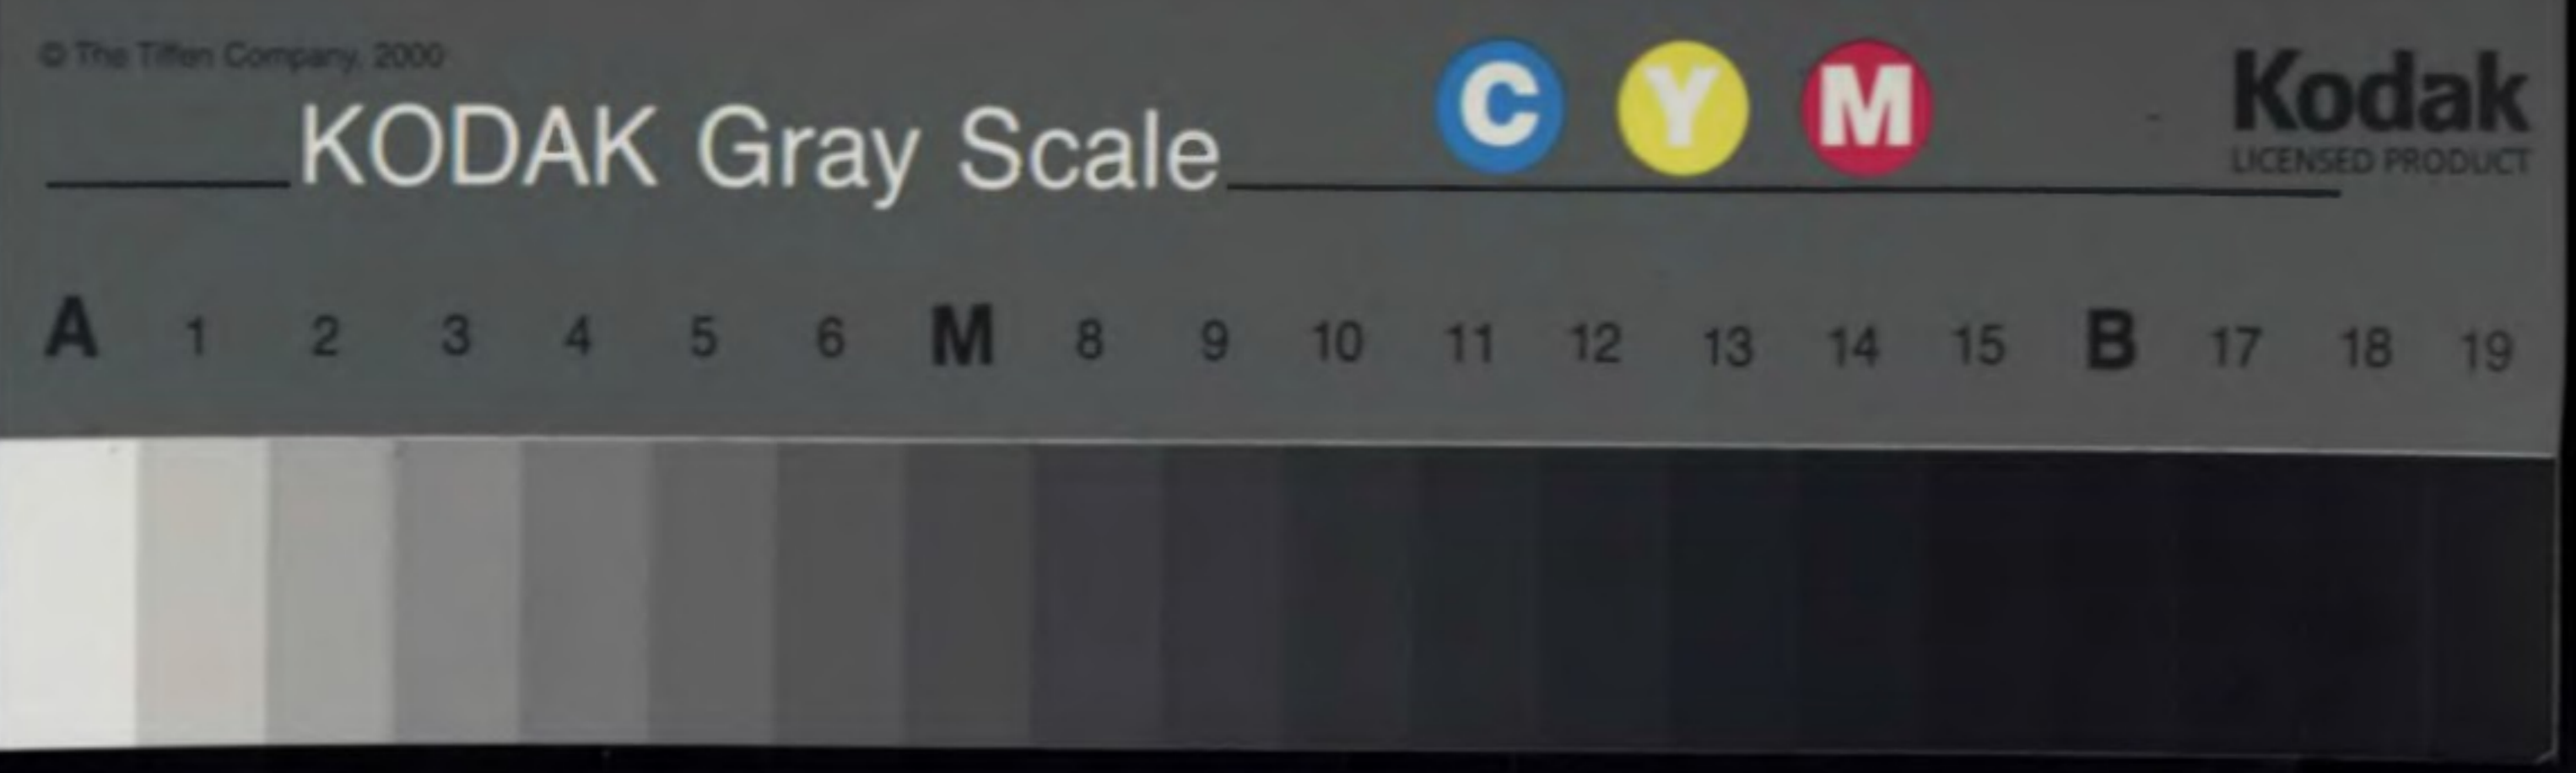 © The Tiffen Company, 2000
KODAK Gray Scale
C Y M
Kodak
LICENSED PRODUCT
A 1 2 3 4 5 6 M 8 9 10 11 12 13 14 15 B 17 18 19